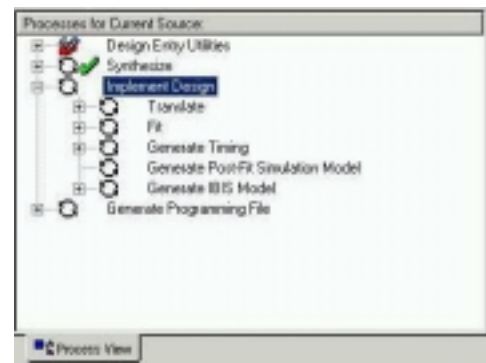 Processes for Current Source:
Design Entry Utilities
Synthesize
Implement Design
Translate
Fit
Generate Timing
Generate Post-Fit Simulation Model
Generate IBIS Model
Generate Programming File
Process View